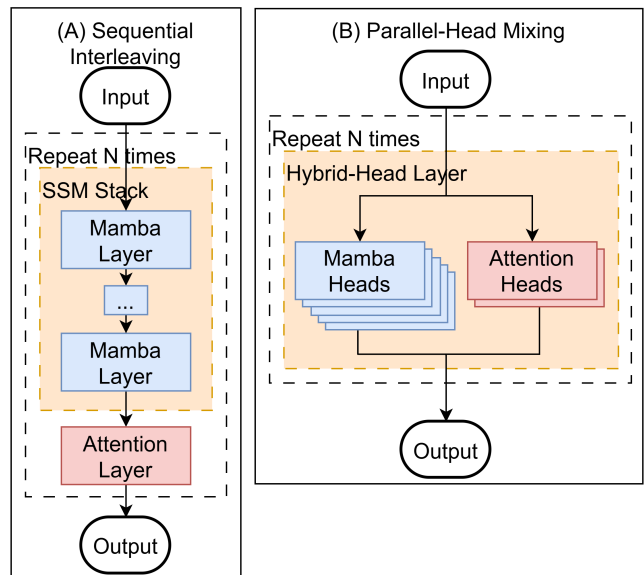 (A) Sequential
Interleaving
Input
Repeat N times
SSM Stack
Mamba
Layer
...
Mamba
Layer
Attention
Layer
Output
(B) Parallel-Head Mixing
Input
Repeat N times
Hybrid-Head Layer
Mamba
Heads
Attention
Heads
Output